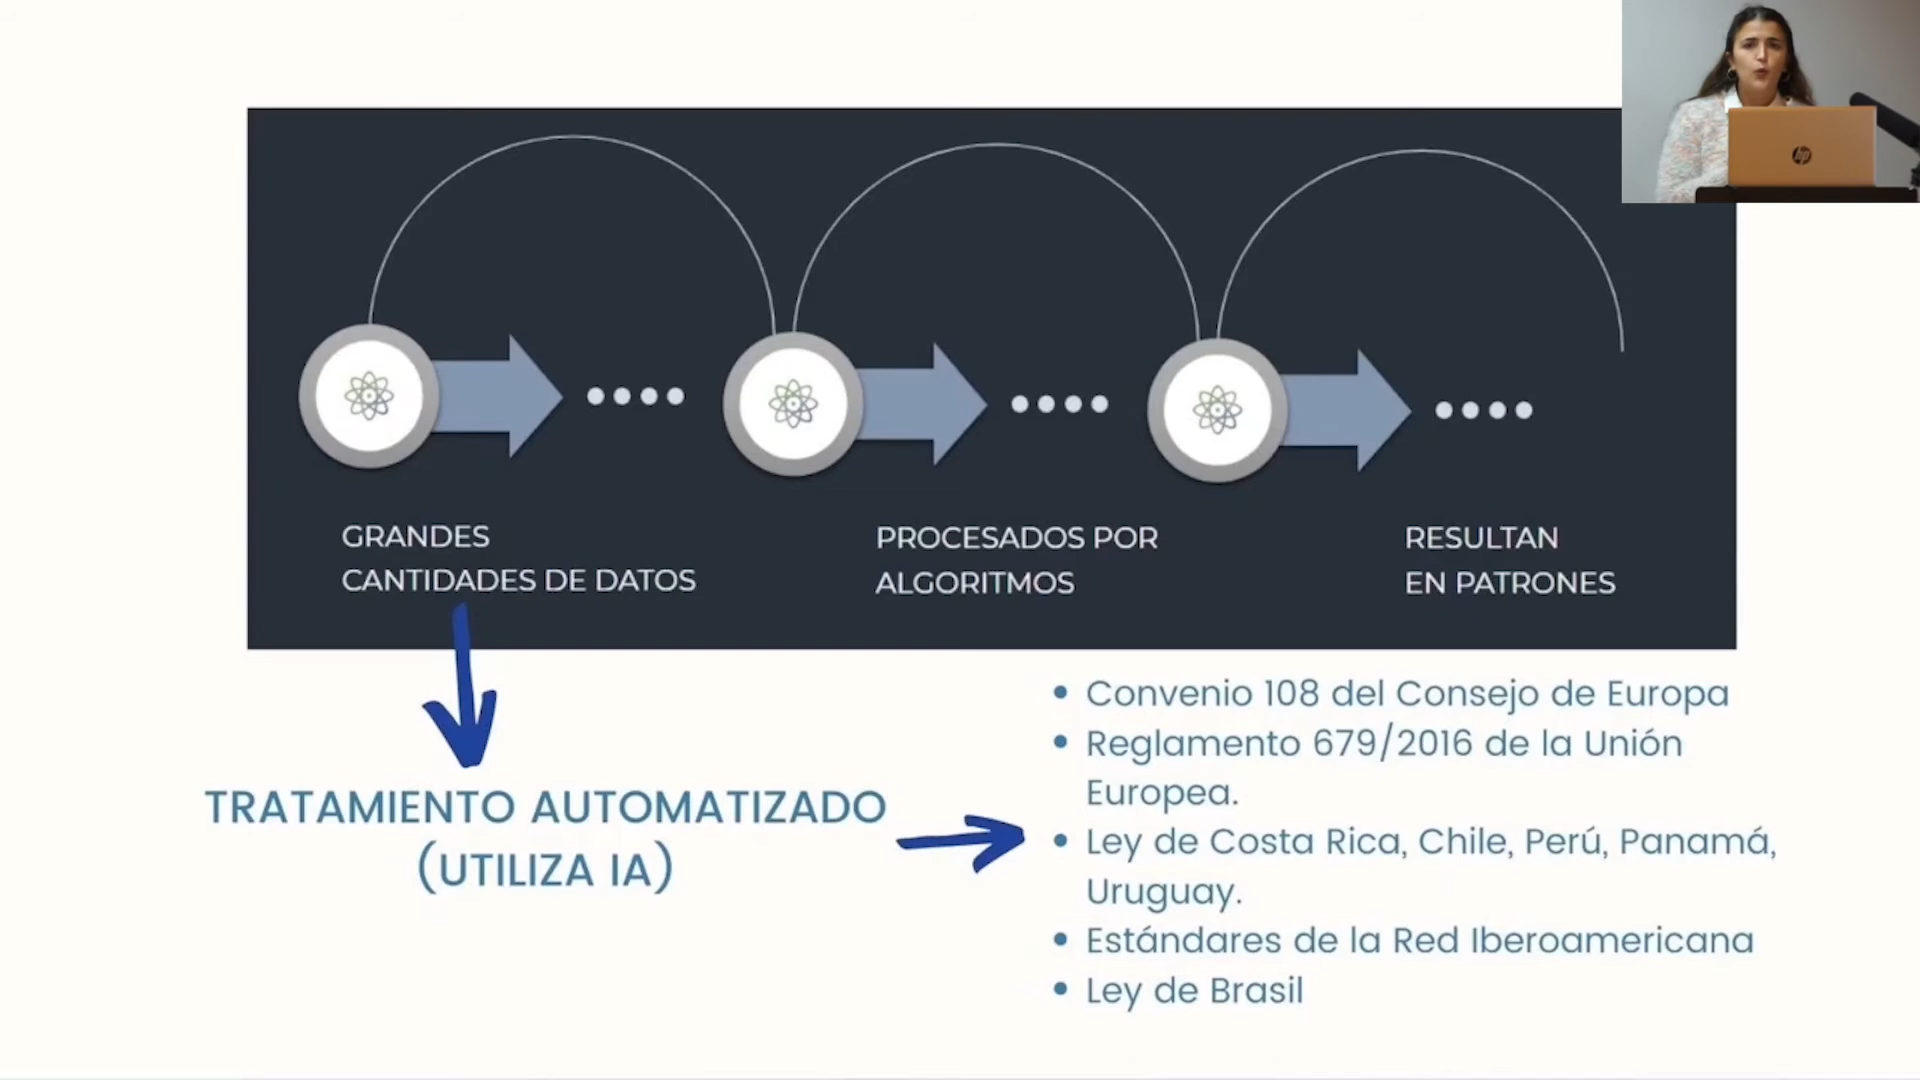 hp
GRANDES
CANTIDADES DE DATOS
PROCESADOS POR
ALGORITMOS
RESULTAN
EN PATRONES
TRATAMIENTO AUTOMATIZADO
(UTILIZA IA)
• Convenio 108 del Consejo de Europa
• Reglamento 679/2016 de la Unión
Europea.
• Ley de Costa Rica, Chile, Perú, Panamá,
Uruguay.
• Estándares de la Red Iberoamericana
• Ley de Brasil